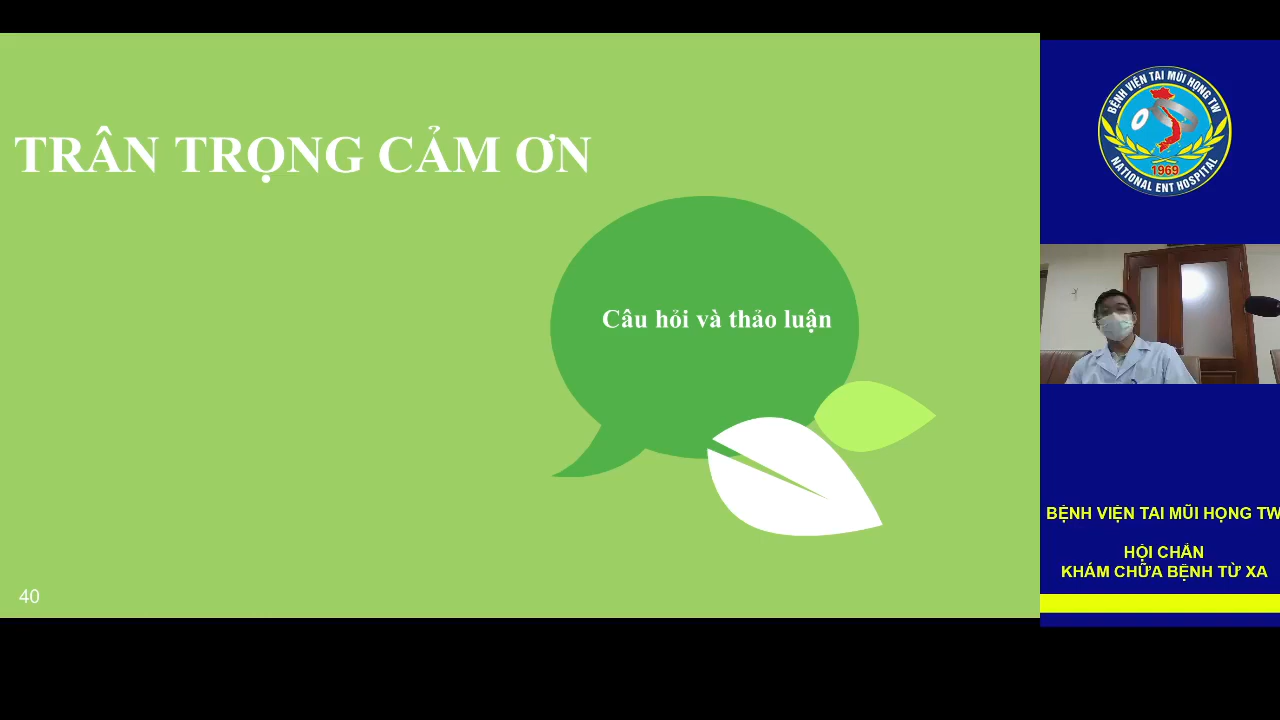 TRÂN TRỌNG CẢM ƠN
Câu hỏi và thảo luận
40
BỆNH VIỆN TAI MŨI HỌNG TW
1969
NATIONAL ENT HOSPITAL
BỆNH VIỆN TAI MŨI HỌNG TW
HỘI CHẨN
KHÁM CHỮA BỆNH TỪ XA